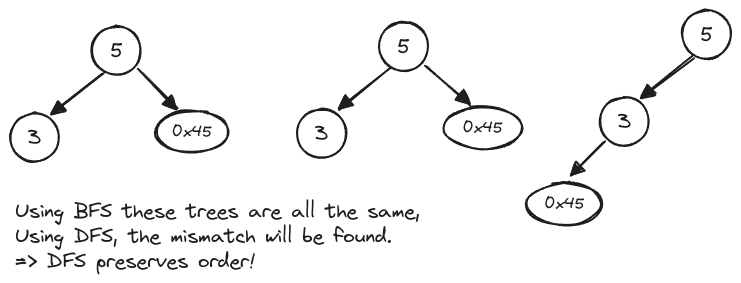 5
3
0x45
5
3
0x45
5
3
0x45
Using BFS these trees are all the same,
Using DFS, the mismatch will be found.
=> DFS preserves order!